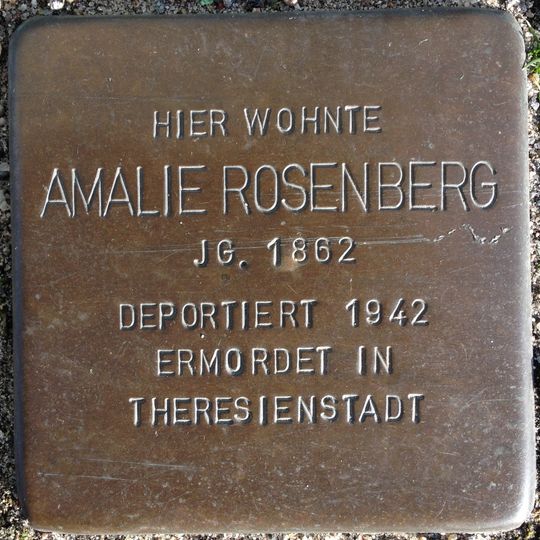 HIER WOHNTE
AMALIE ROSENBERG
JG. 1862
DEPORTIERT 1942
ERMORDET IN
THERESIENSTADT